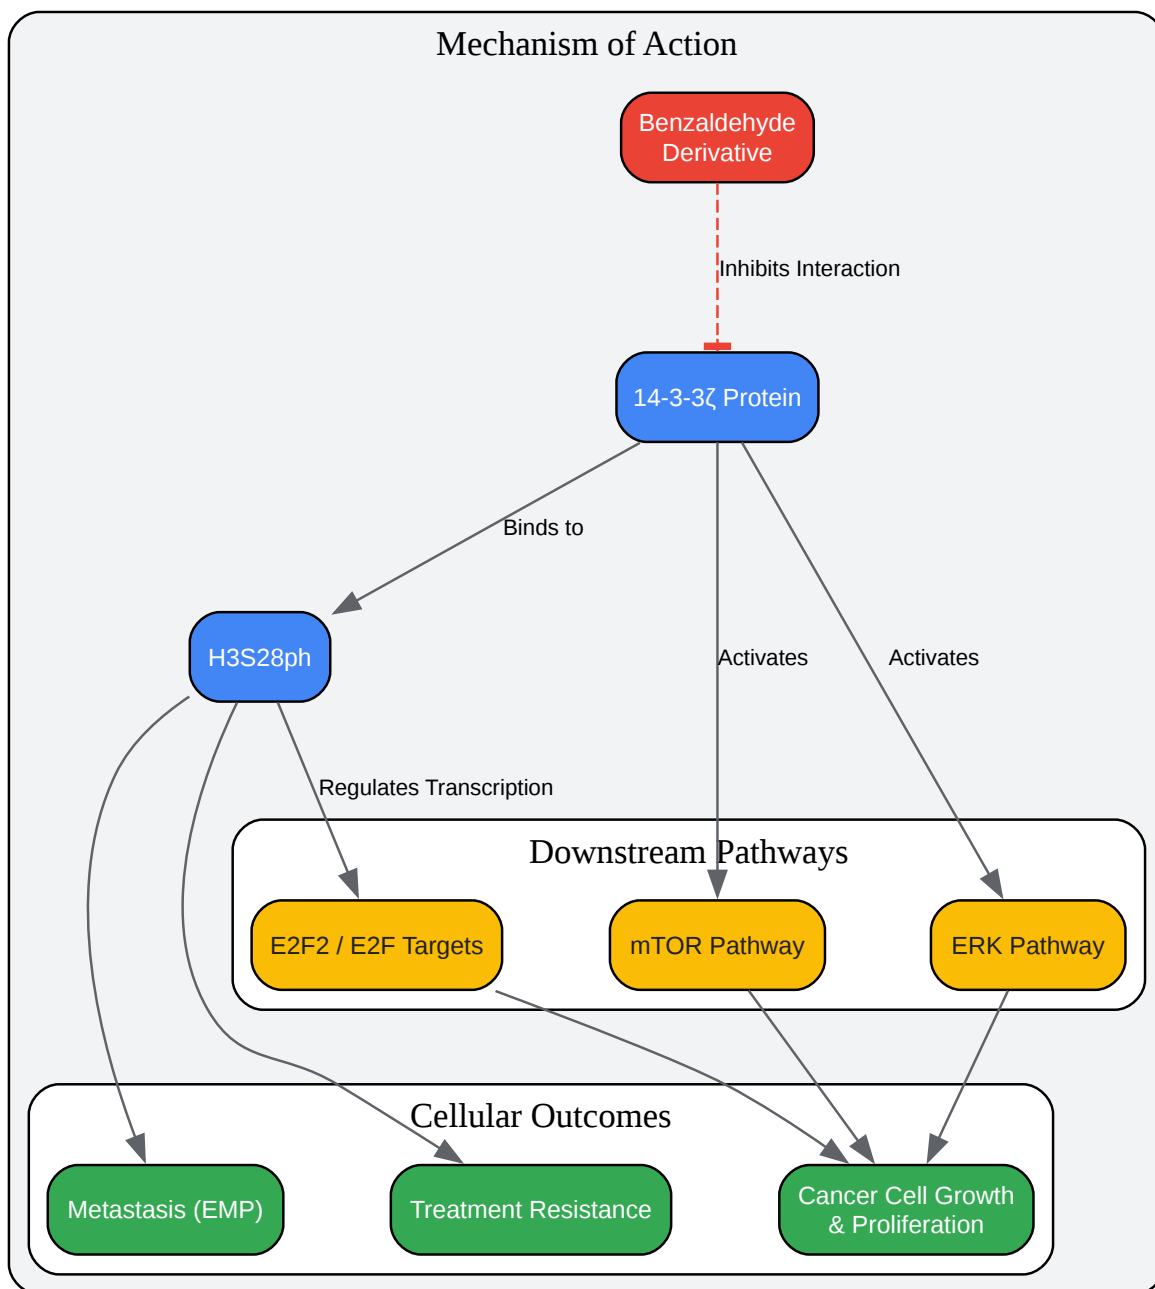 Mechanism of Action
Benzaldehyde
Derivative
Inhibits Interaction
14-3-3ζ Protein
Binds to
H3S28ph
Activates
Activates
Regulates Transcription
Downstream Pathways
E2F2 / E2F Targets
mTOR Pathway
ERK Pathway
Cellular Outcomes
Metastasis (EMP)
Treatment Resistance
Cancer Cell Growth
& Proliferation